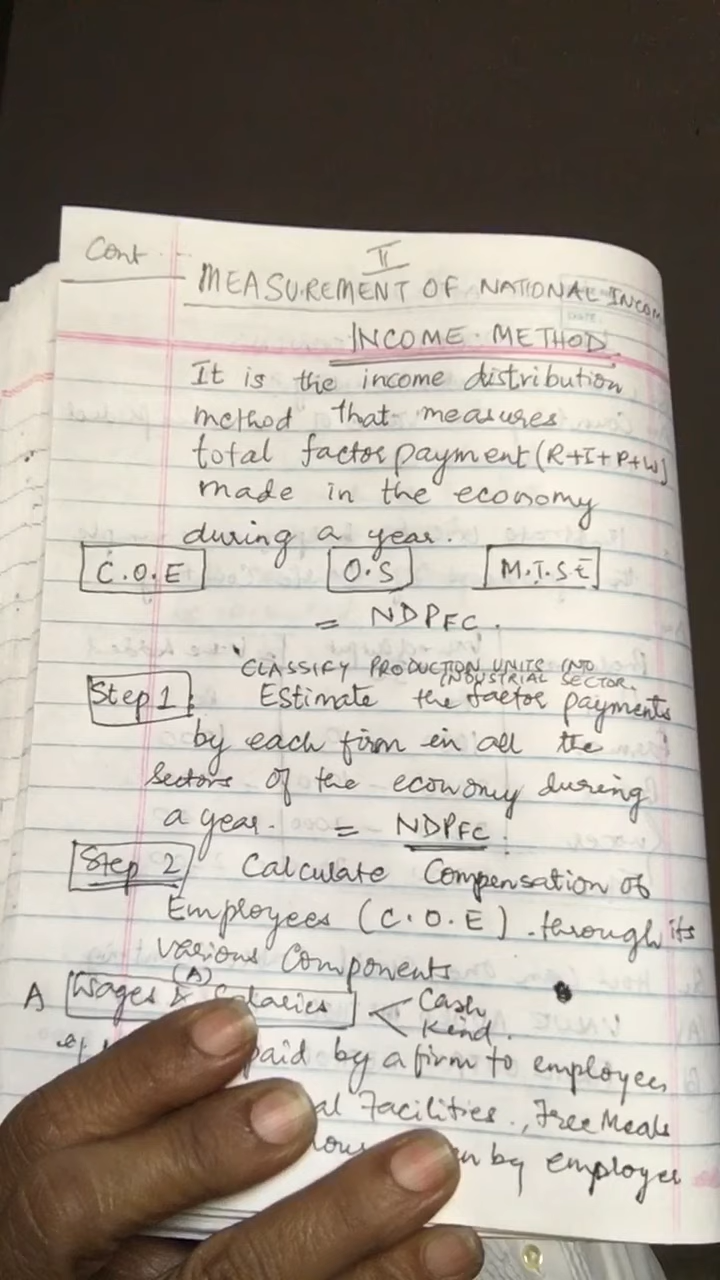 Cont ...
II
MEASUREMENT OF NATIONAL INCOM
INCOME METHOD
It is the income distribution
method that measures
total factor payment (R+I+P+W)
made in the economy
during a year.
C.O.E O.S M.I.S.E
= NDPFC.
CLASSIFY PRODUCTION UNITS INTO
INDUSTRIAL SECTOR.
Step 1: Estimate the factor payments
by each firm in all the
sectors of the economy during
a year. = NDPFC.
Step 2 Calculate Compensation of
Employees (C.O.E). through its
various Components
(A)
A Wages & Salaries < Cash
Kind.
paid by a firm to employees
al Facilities., Free Meals
by employer